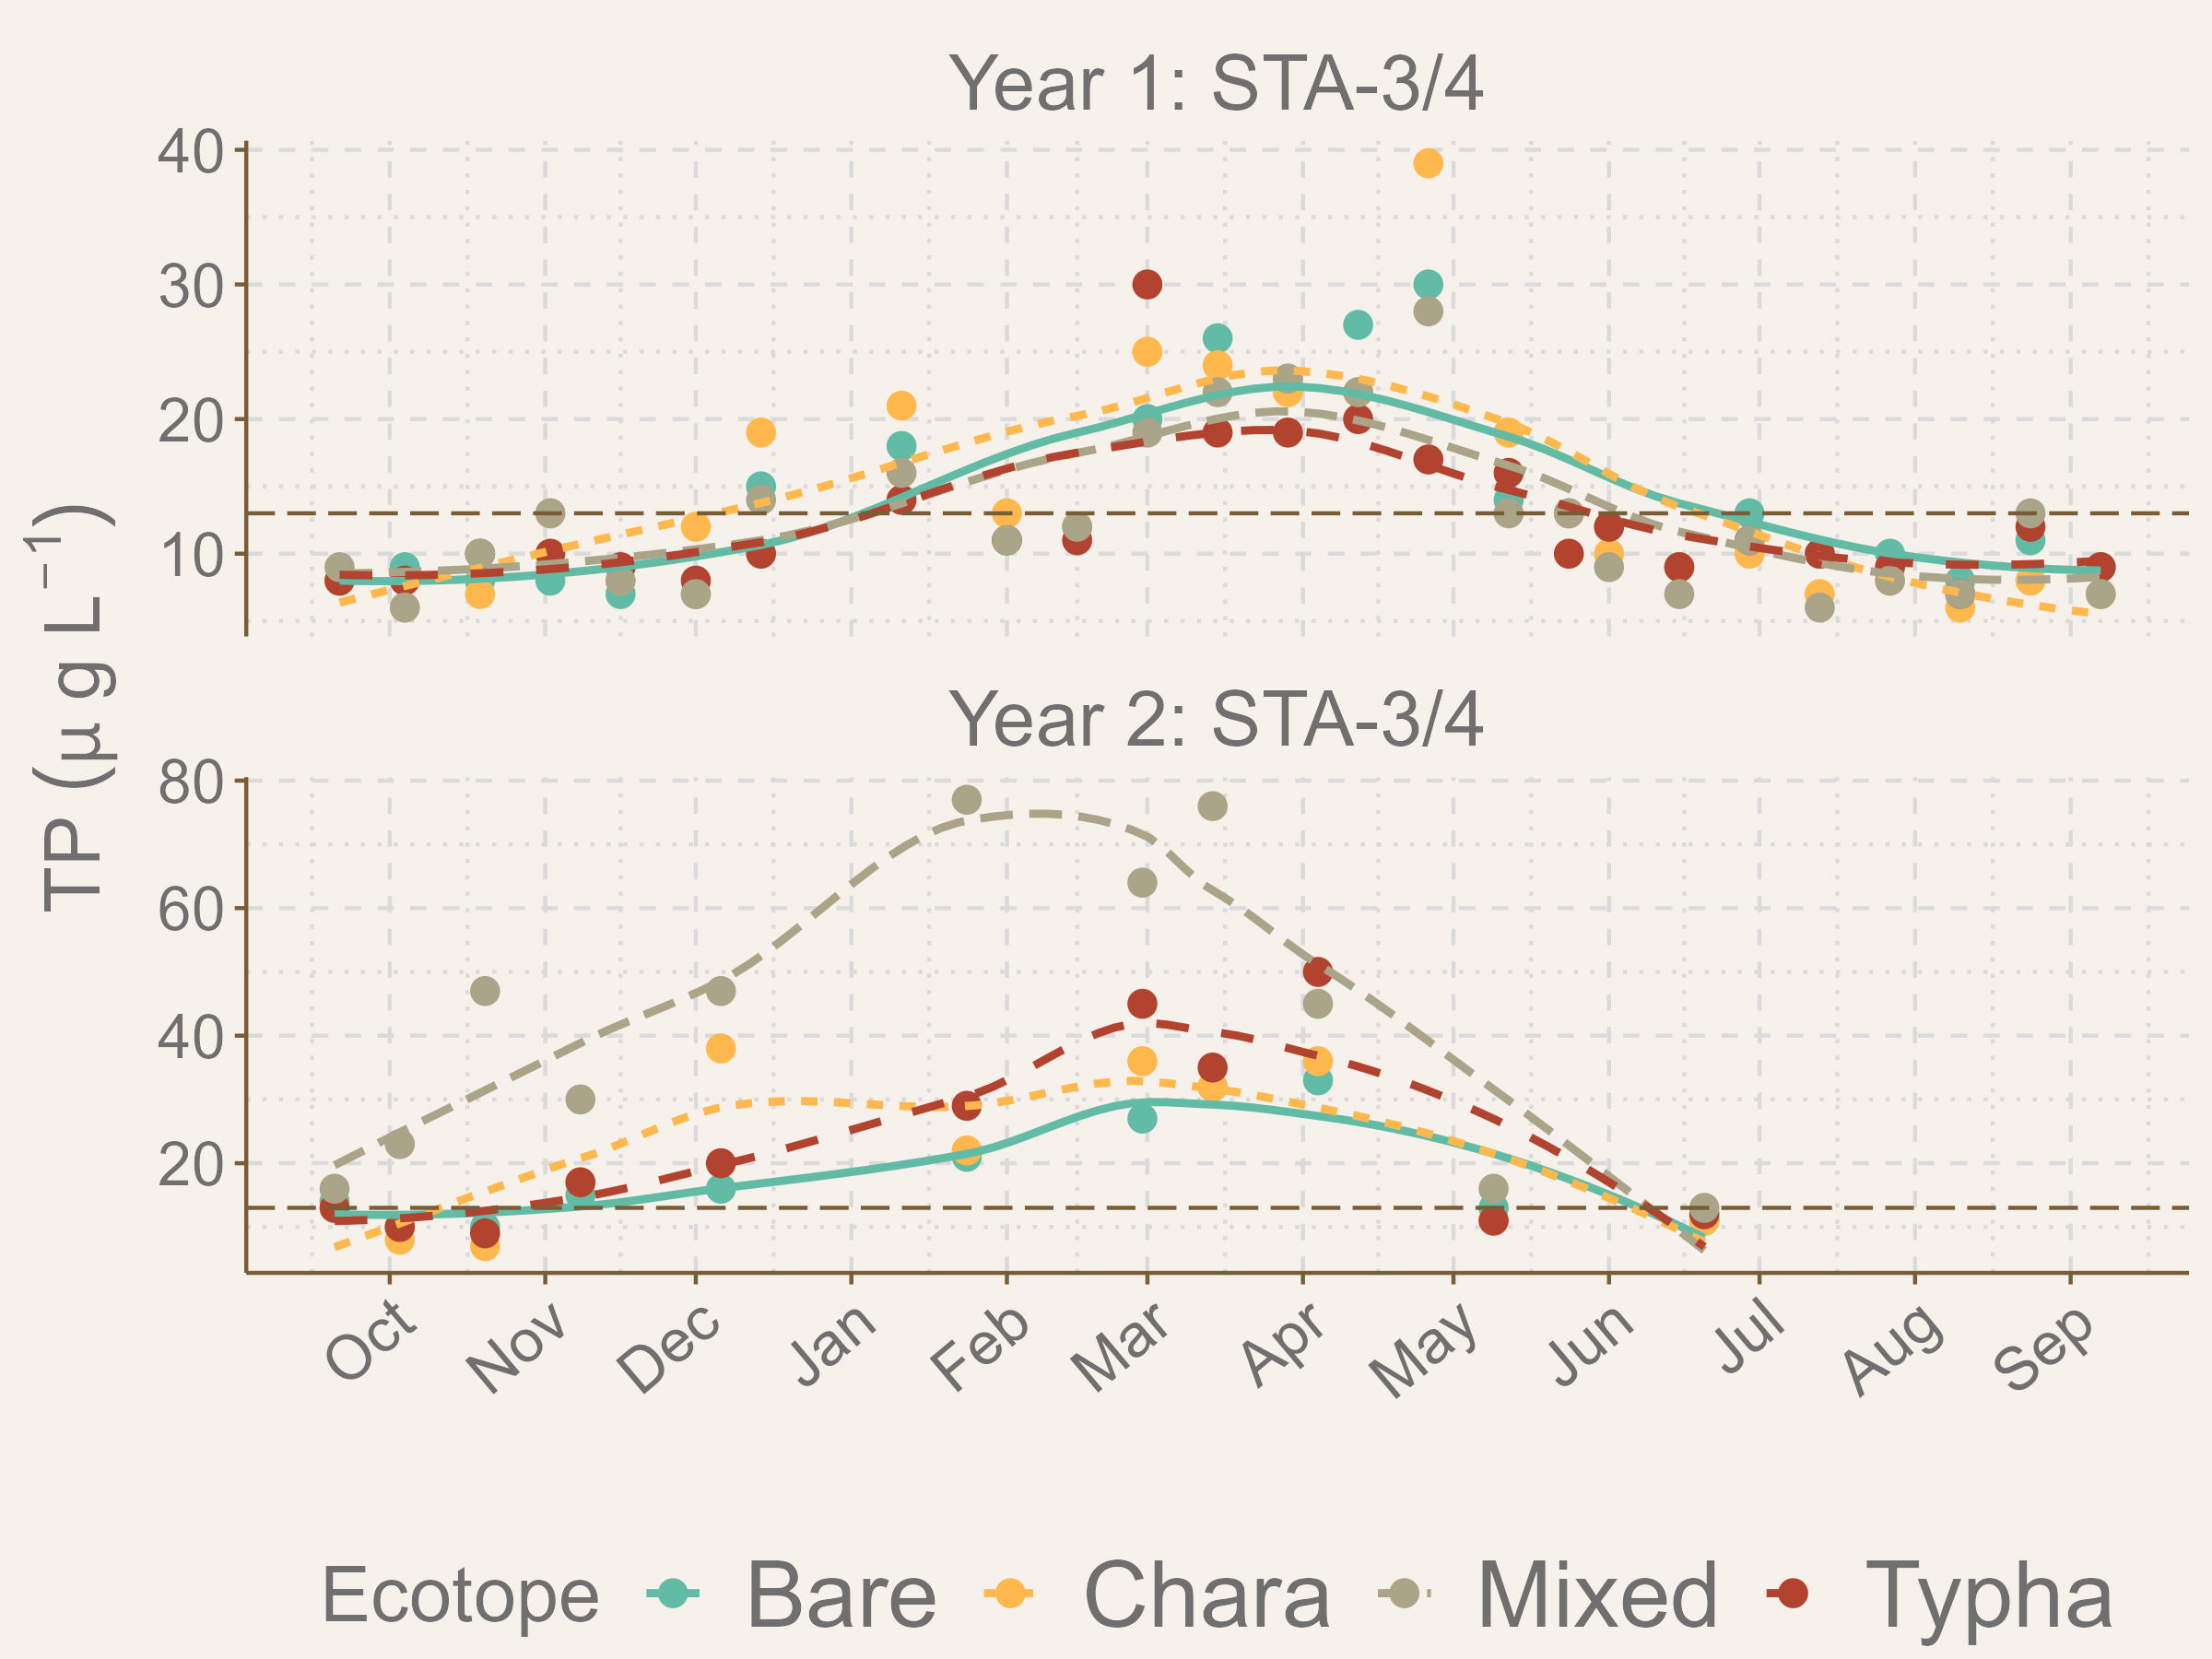 Year 1: STA-3/4
40
30
20
10
TP (µ g L⁻¹)
Year 2: STA-3/4
80
60
40
20
Oct Nov Dec Jan Feb Mar Apr May Jun Jul Aug Sep
Ecotope Bare Chara Mixed Typha